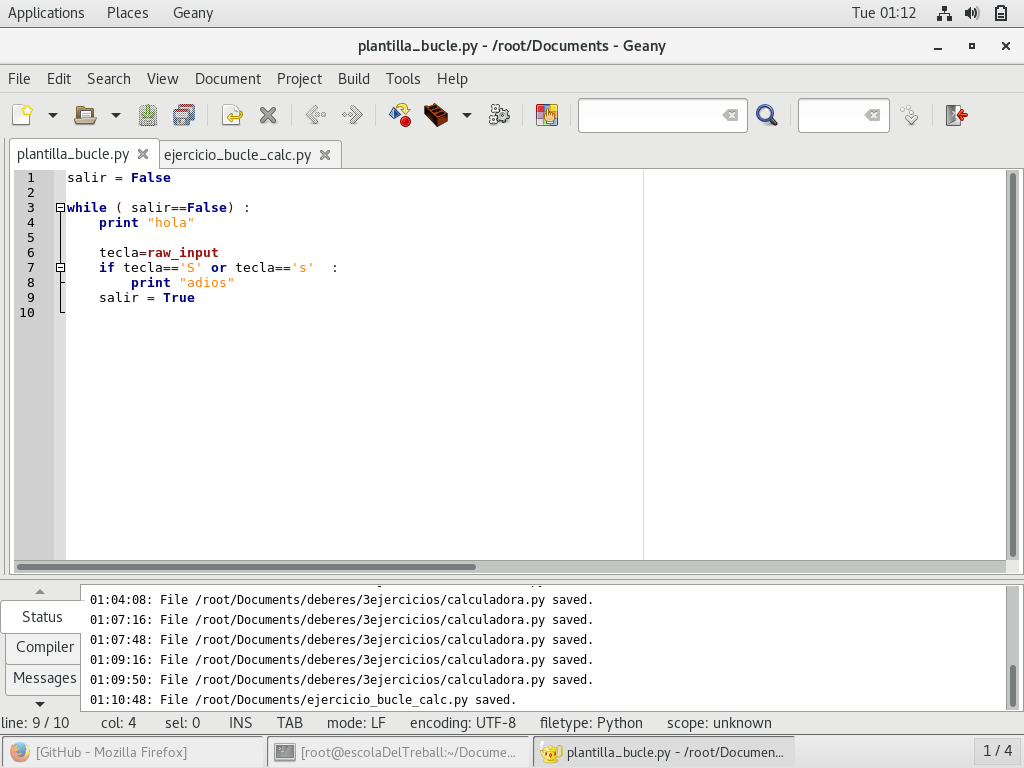 Applications Places Geany Tue 01:12
plantilla_bucle.py - /root/Documents - Geany
File Edit Search View Document Project Build Tools Help
plantilla_bucle.py ejercicio_bucle_calc.py
1 salir = False
2
3 while ( salir==False) :
4 print "hola"
5
6 tecla=raw_input
7 if tecla=='S' or tecla=='s'  :
8 print "adios"
9 salir = True
10
Status
Compiler
Messages
01:04:08: File /root/Documents/deberes/3ejercicios/calculadora.py saved.
01:07:16: File /root/Documents/deberes/3ejercicios/calculadora.py saved.
01:07:48: File /root/Documents/deberes/3ejercicios/calculadora.py saved.
01:09:16: File /root/Documents/deberes/3ejercicios/calculadora.py saved.
01:09:50: File /root/Documents/deberes/3ejercicios/calculadora.py saved.
01:10:48: File /root/Documents/ejercicio_bucle_calc.py saved.
line: 9 / 10 col: 4 sel: 0 INS TAB mode: LF encoding: UTF-8 filetype: Python scope: unknown
[GitHub - Mozilla Firefox] [root@escolaDelTreball:~/Docume... plantilla_bucle.py - /root/Documen... 1 / 4